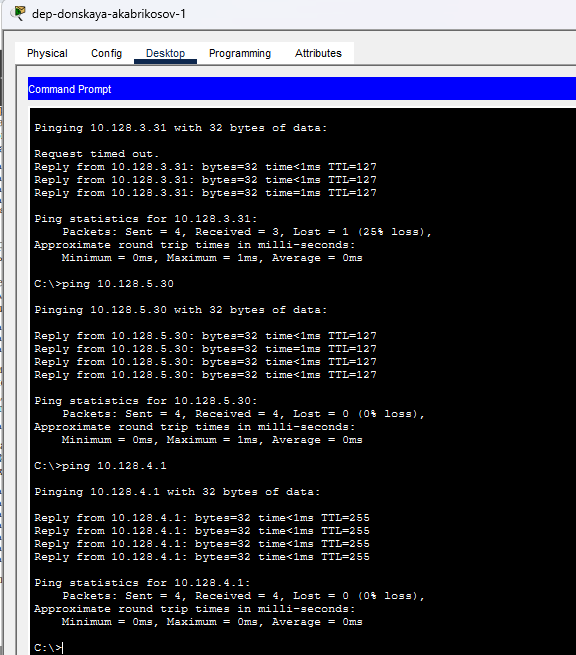 dep-donskaya-akabrikosov-1
Physical Config Desktop Programming Attributes
Command Prompt
Pinging 10.128.3.31 with 32 bytes of data:
Request timed out.
Reply from 10.128.3.31: bytes=32 time<1ms TTL=127
Reply from 10.128.3.31: bytes=32 time<1ms TTL=127
Reply from 10.128.3.31: bytes=32 time=1ms TTL=127
Ping statistics for 10.128.3.31:
Packets: Sent = 4, Received = 3, Lost = 1 (25% loss),
Approximate round trip times in milli-seconds:
Minimum = 0ms, Maximum = 1ms, Average = 0ms
C:\>ping 10.128.5.30
Pinging 10.128.5.30 with 32 bytes of data:
Reply from 10.128.5.30: bytes=32 time<1ms TTL=127
Reply from 10.128.5.30: bytes=32 time=1ms TTL=127
Reply from 10.128.5.30: bytes=32 time<1ms TTL=127
Reply from 10.128.5.30: bytes=32 time<1ms TTL=127
Ping statistics for 10.128.5.30:
Packets: Sent = 4, Received = 4, Lost = 0 (0% loss),
Approximate round trip times in milli-seconds:
Minimum = 0ms, Maximum = 1ms, Average = 0ms
C:\>ping 10.128.4.1
Pinging 10.128.4.1 with 32 bytes of data:
Reply from 10.128.4.1: bytes=32 time<1ms TTL=255
Reply from 10.128.4.1: bytes=32 time<1ms TTL=255
Reply from 10.128.4.1: bytes=32 time<1ms TTL=255
Reply from 10.128.4.1: bytes=32 time<1ms TTL=255
Ping statistics for 10.128.4.1:
Packets: Sent = 4, Received = 4, Lost = 0 (0% loss),
Approximate round trip times in milli-seconds:
Minimum = 0ms, Maximum = 0ms, Average = 0ms
C:\>